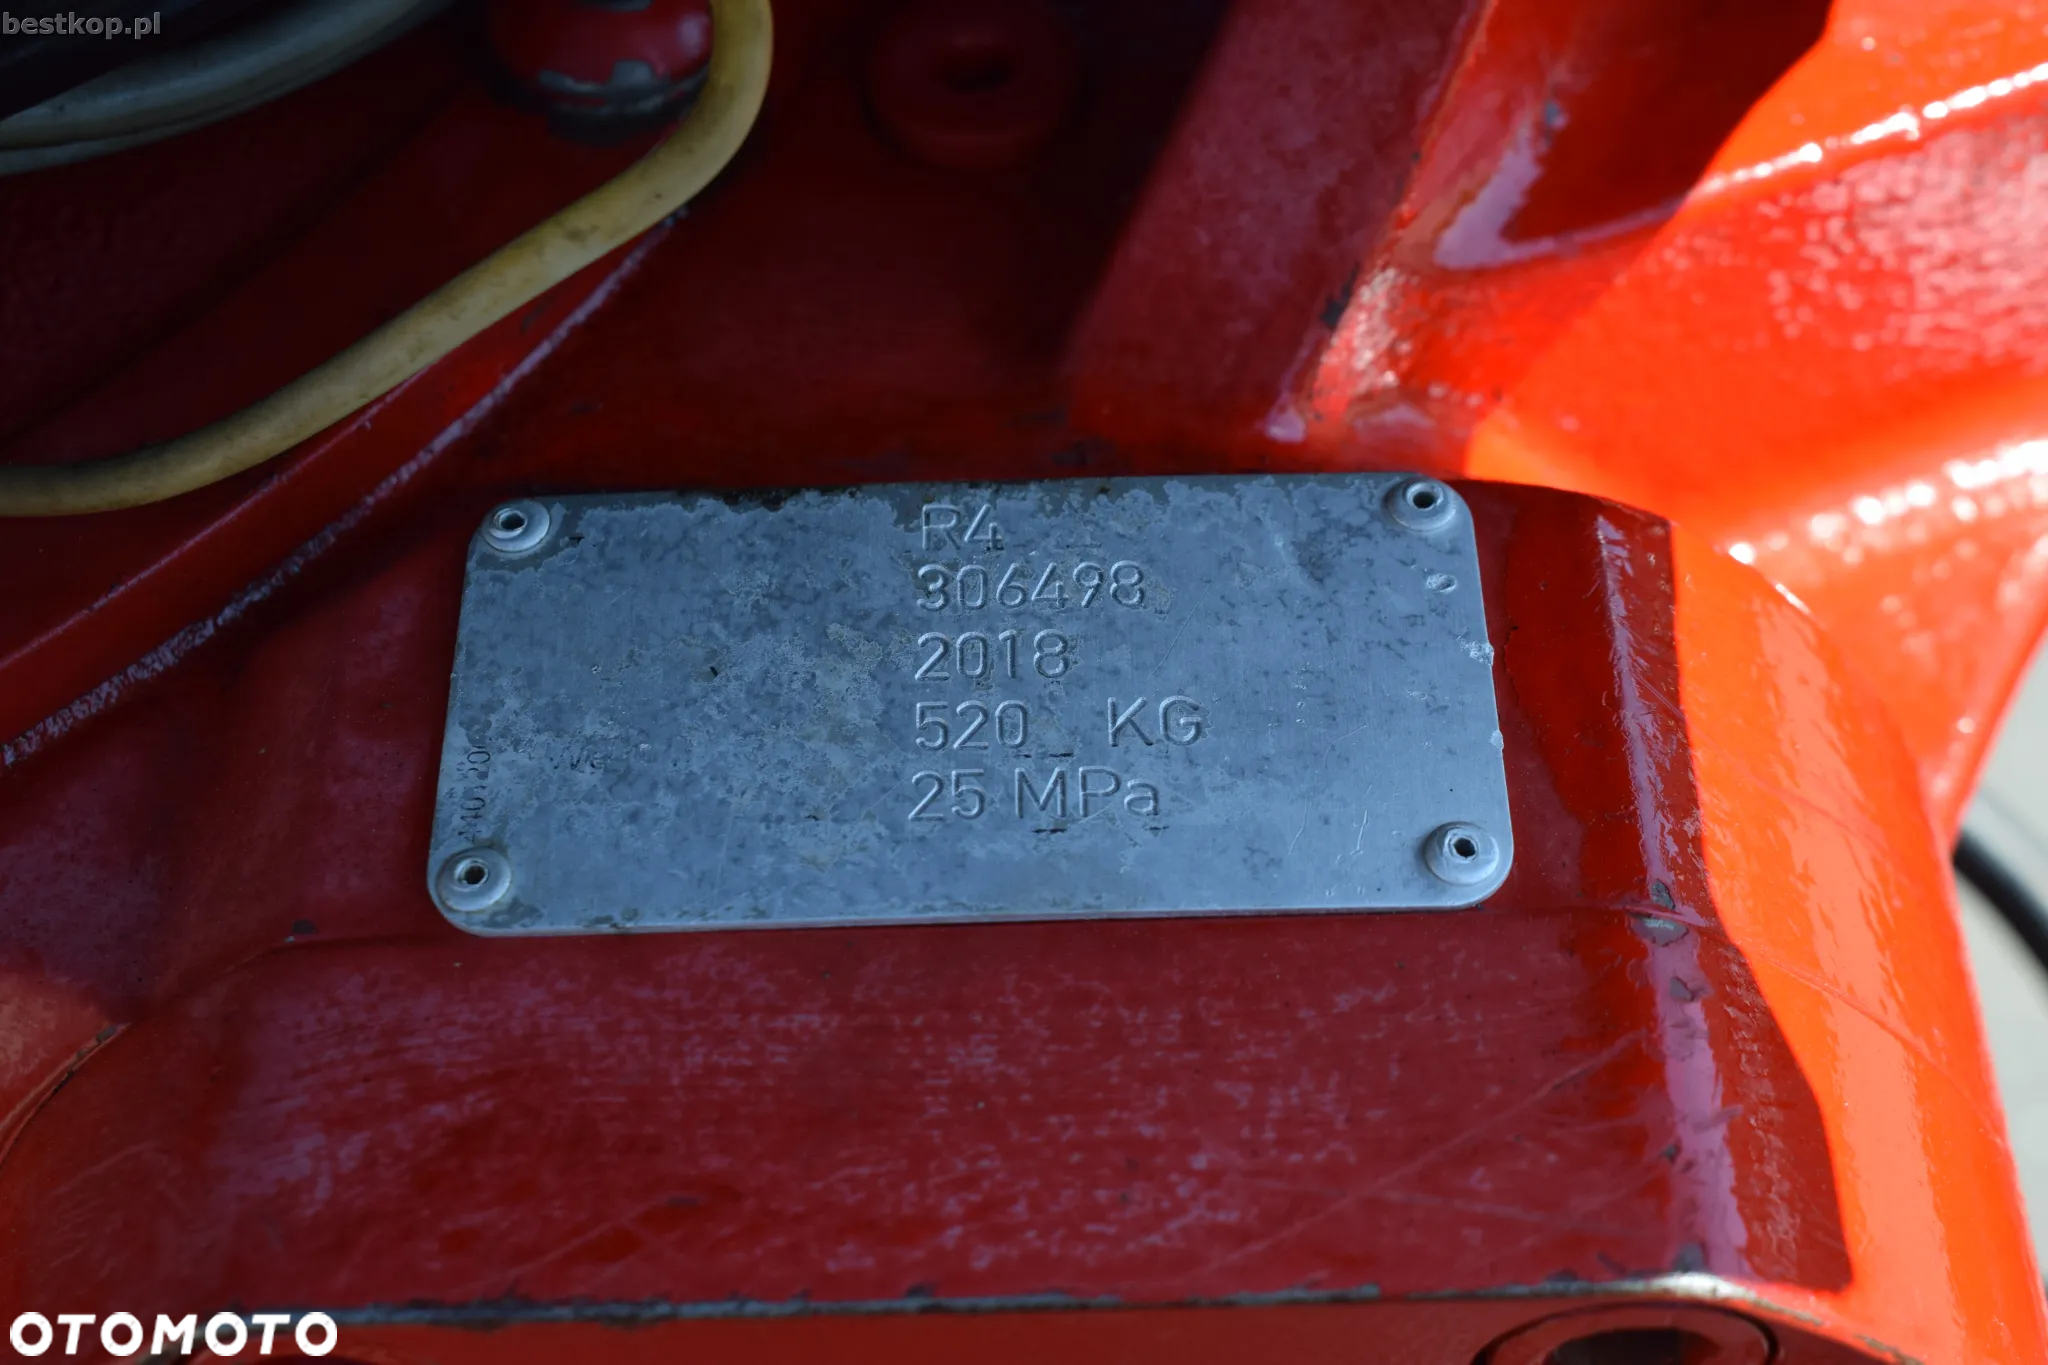 bestkop.pl
R4
306498
2018
520 KG
25 MPa
OTOMOTO